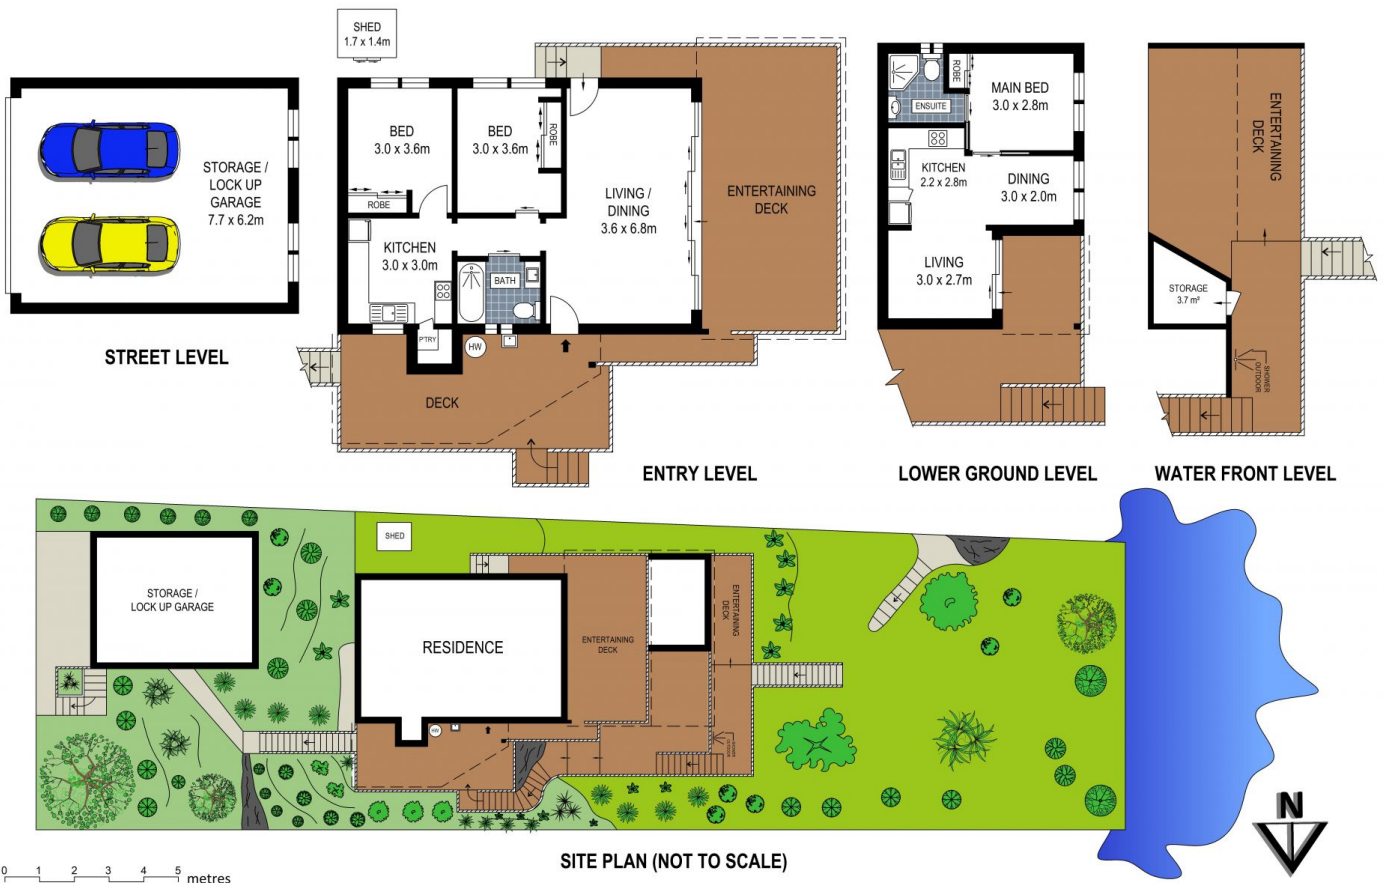 SHED
1.7 x 1.4m
STORAGE /
LOCK UP
GARAGE
7.7 x 6.2m
STREET LEVEL
BED
3.0 x 3.6m
ROBE
BED
3.0 x 3.6m
ROBE
LIVING /
DINING
3.6 x 6.8m
KITCHEN
3.0 x 3.0m
BATH
P'TRY
HW
ENTERTAINING
DECK
DECK
ENTRY LEVEL
ENSUITE
ROBE
MAIN BED
3.0 x 2.8m
KITCHEN
2.2 x 2.8m
DINING
3.0 x 2.0m
LIVING
3.0 x 2.7m
LOWER GROUND LEVEL
ENTERTAINING
DECK
STORAGE
3.7 m²
SHOWER
OUTDOOR
WATER FRONT LEVEL
STORAGE /
LOCK UP GARAGE
SHED
RESIDENCE
HW
ENTERTAINING
DECK
ENTERTAINING
DECK
SHOWER
OUTDOOR
SITE PLAN (NOT TO SCALE)
N
0 1 2 3 4 5 metres